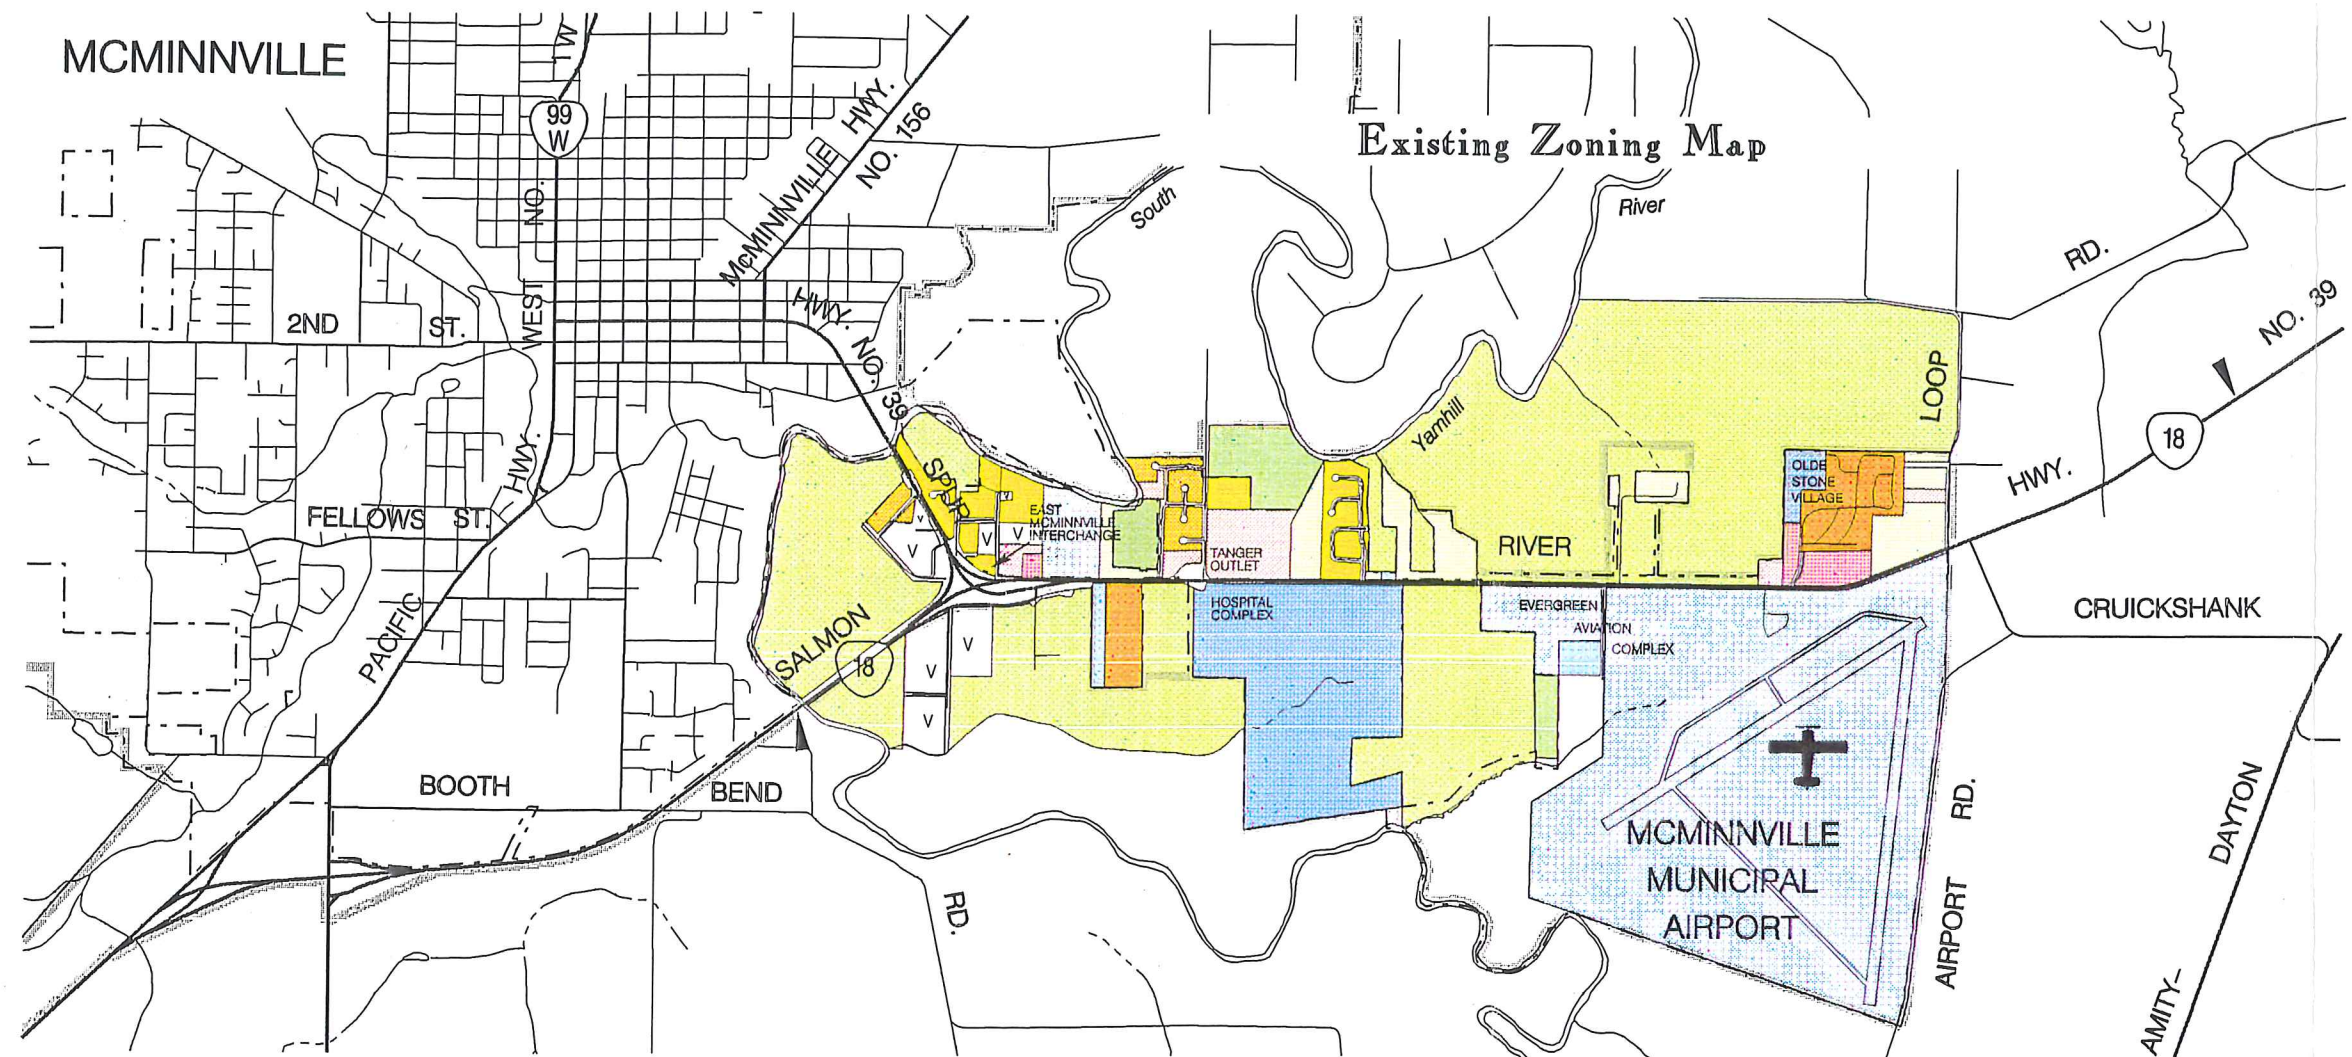 MCMINNVILLE
Existing Zoning Map
99
W
1W
NO.
WEST
HWY.
PACIFIC
McMINNVILLE HWY.
NO. 156
HWY.
NO. 39
SPUR
2ND ST.
FELLOWS ST.
South
Yamhill
River
RD.
NO. 39
18
HWY.
LOOP
OLDE
STONE
VILLAGE
EAST
MCMINNVILLE
INTERCHANGE
V
V
V
V
V
V
V
V
TANGER
OUTLET
RIVER
HOSPITAL
COMPLEX
EVERGREEN
AVIATION
COMPLEX
CRUICKSHANK
SALMON
18
BOOTH
BEND
RD.
MCMINNVILLE
MUNICIPAL
AIRPORT
AIRPORT RD.
AMITY-
DAYTON